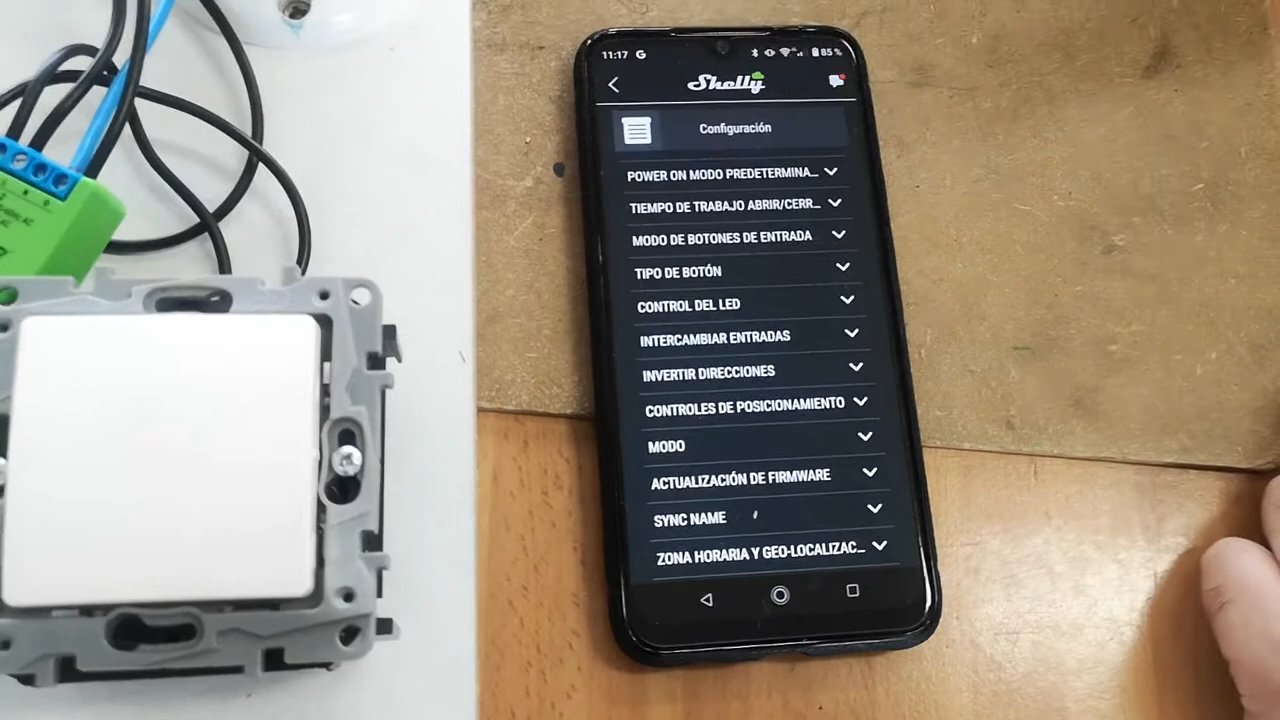 11:17 G
85%
Shelly
Configuración
POWER ON MODO PREDETERMINA...
TIEMPO DE TRABAJO ABRIR/CERR...
MODO DE BOTONES DE ENTRADA
TIPO DE BOTÓN
CONTROL DEL LED
INTERCAMBIAR ENTRADAS
INVERTIR DIRECCIONES
CONTROLES DE POSICIONAMIENTO
MODO
ACTUALIZACIÓN DE FIRMWARE
SYNC NAME
ZONA HORARIA Y GEO-LOCALIZAC...